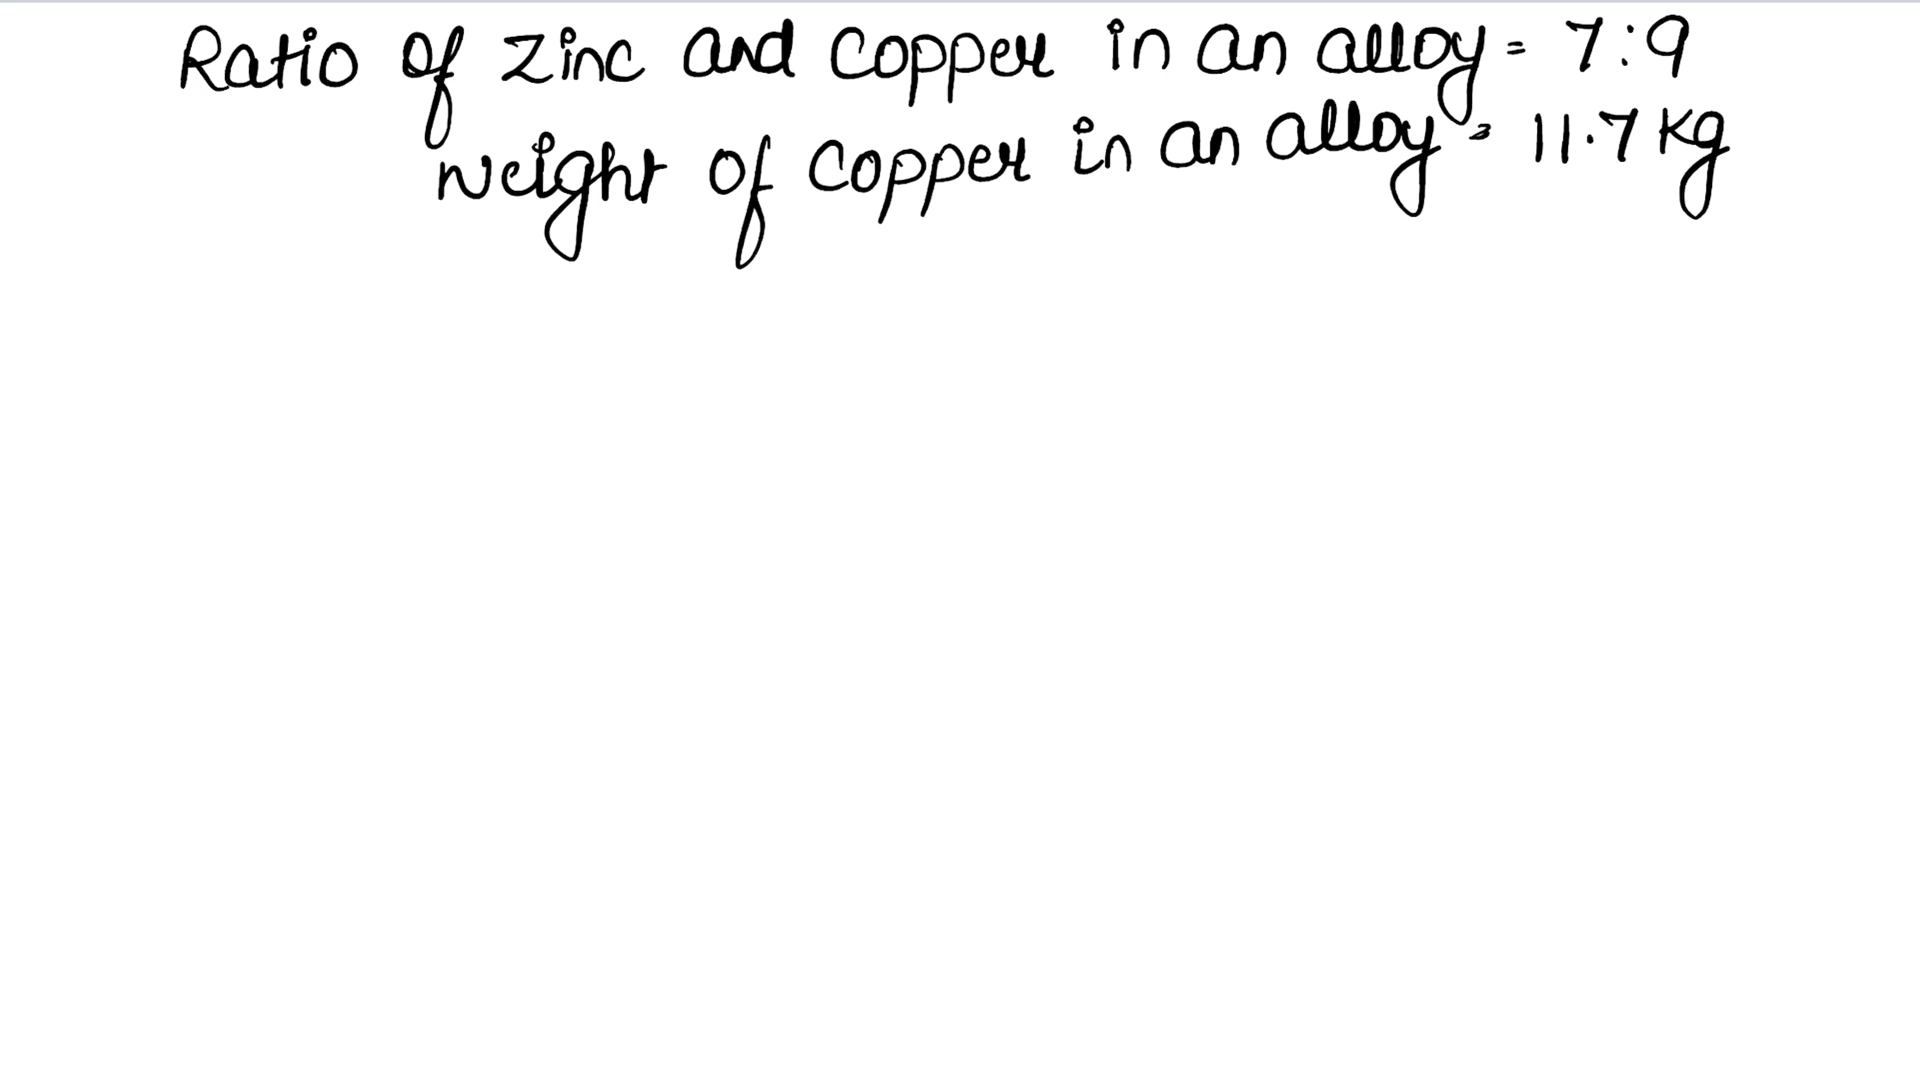 Ratio of zinc and copper in an alloy = 7:9
weight of copper in an alloy = 11.7 kg